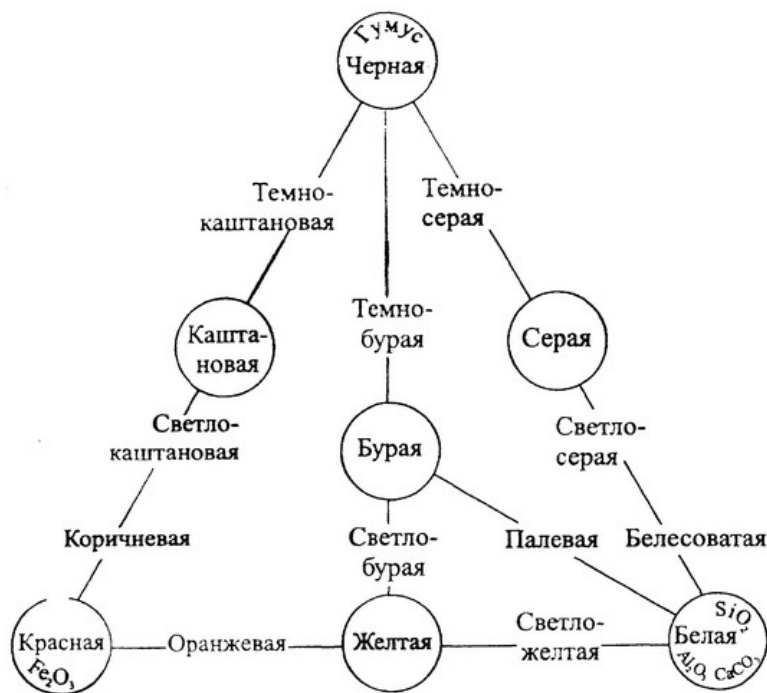 Гумус
Черная
Темно-
каштановая
Темно-
серая
Темно-
бурая
Кашта-
новая
Серая
Светло-
каштановая
Бурая
Светло-
серая
Коричневая
Светло-
бурая
Палевая
Белесоватая
Красная
Fe₂O₃
Оранжевая
Желтая
Светло-
желтая
SiO₂
Белая
Al₂O₃ CaCO₃